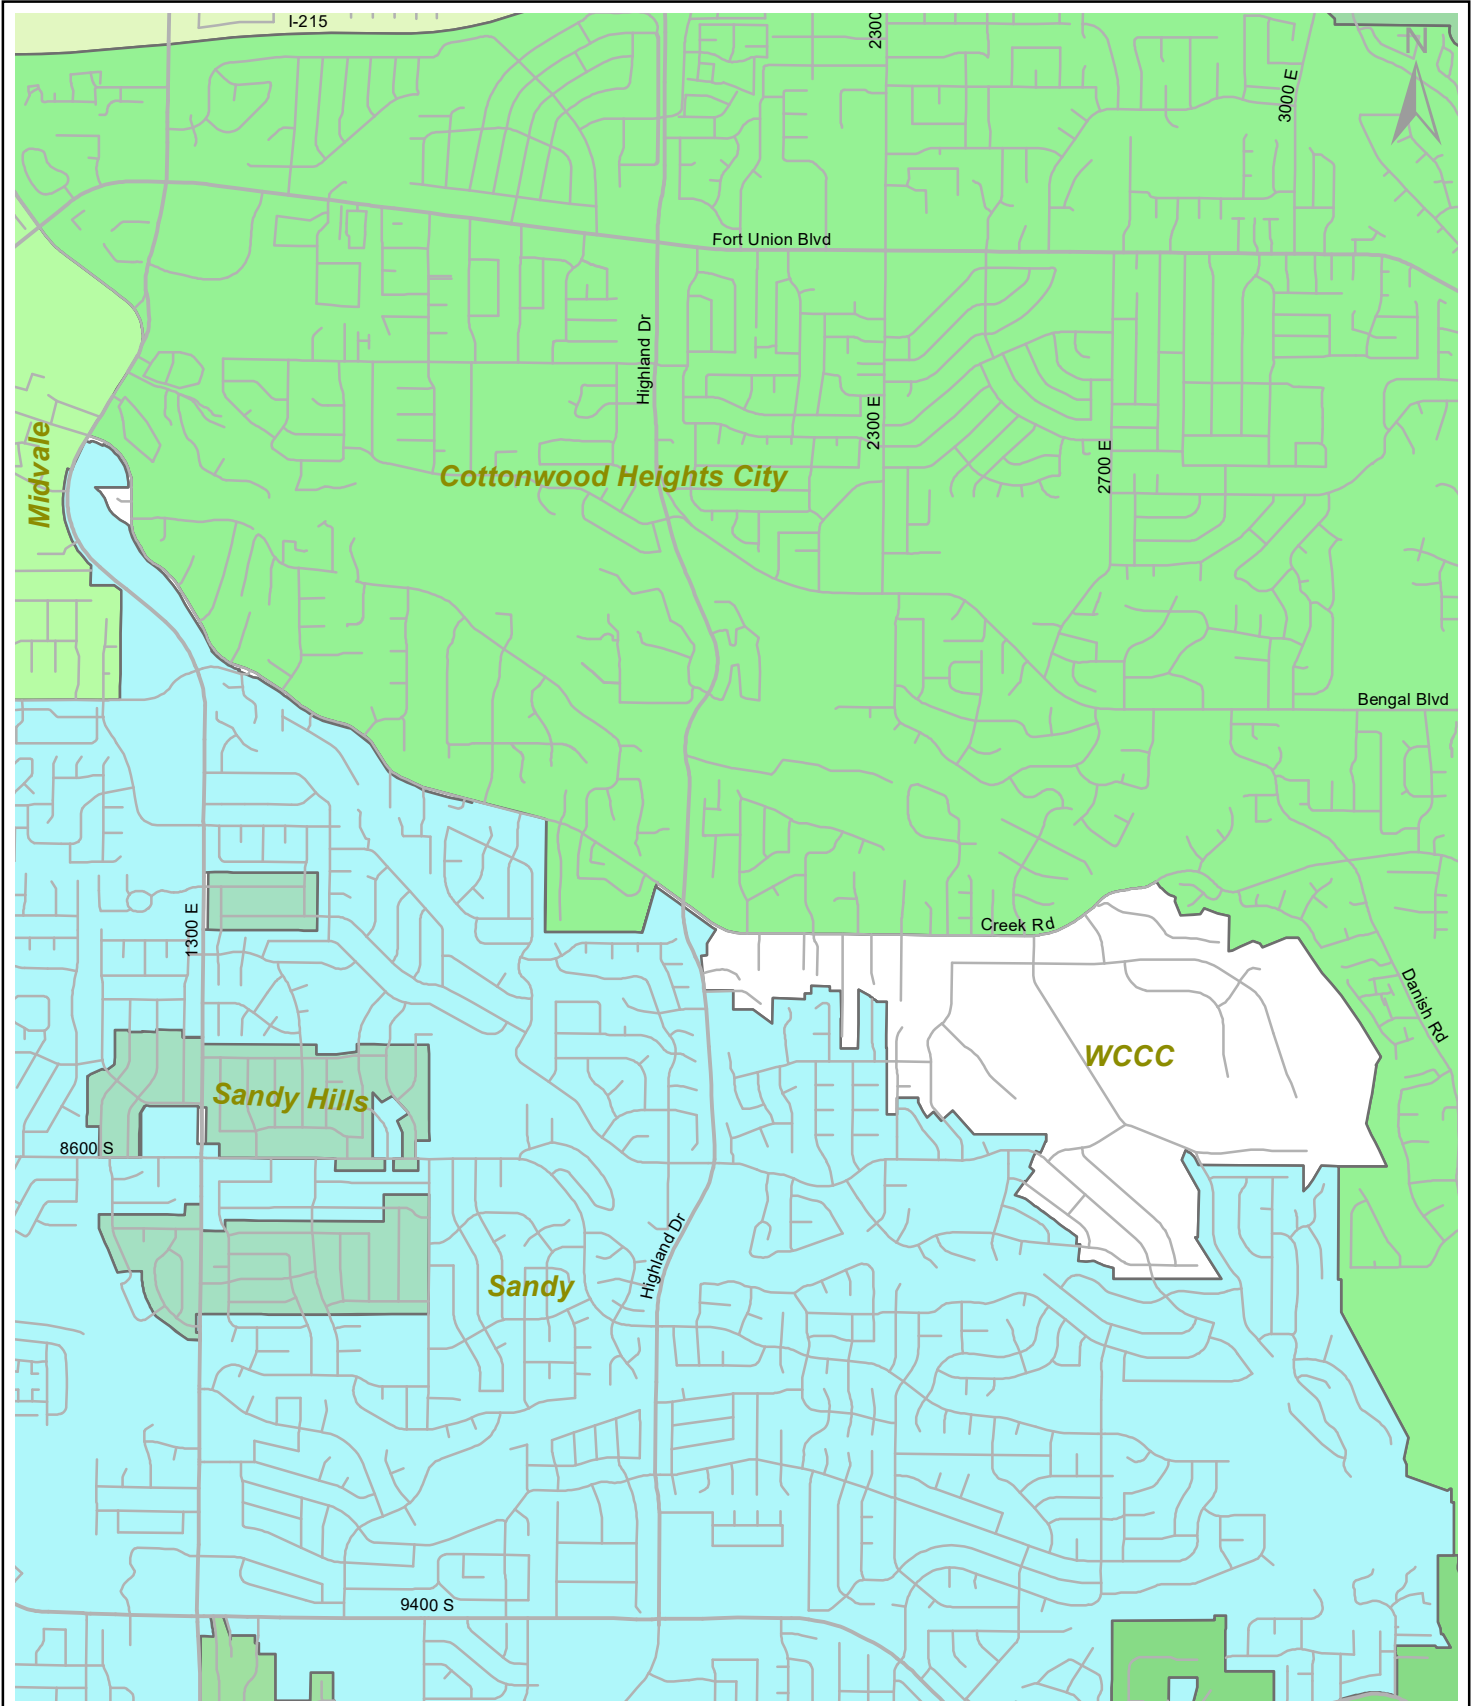 I-215
2300
N
3000 E
Fort Union Blvd
Highland Dr
2300 E
Midvale
2700 E
Cottonwood Heights City
Bengal Blvd
1300 E
Creek Rd
Danish Rd
WCCC
Sandy Hills
8600 S
Highland Dr
Sandy
9400 S